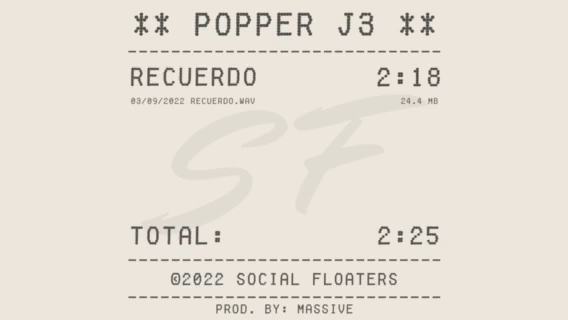 ** POPPER J3 **
RECUERDO 2:18
03/09/2022 RECUERDO.WAV 24.4 MB
SF
TOTAL: 2:25
©2022 SOCIAL FLOATERS
PROD. BY: MASSIVE